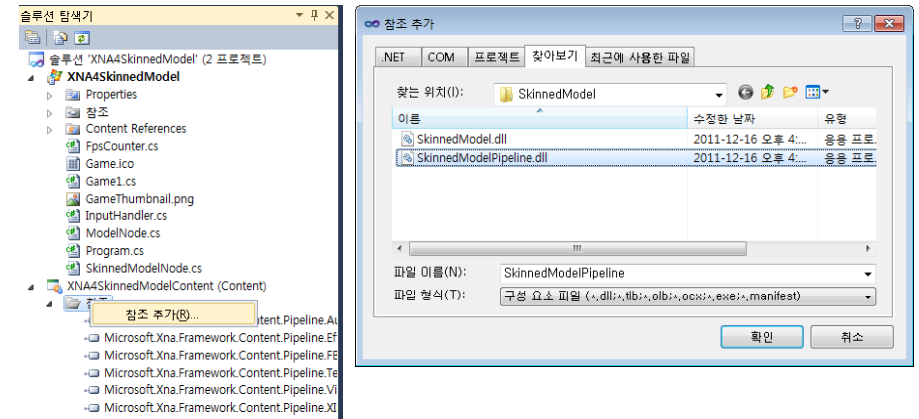 솔루션 탐색기
솔루션 'XNA4SkinnedModel' (2 프로젝트)
XNA4SkinnedModel
Properties
참조
Content References
FpsCounter.cs
Game.ico
Game1.cs
GameThumbnail.png
InputHandler.cs
ModelNode.cs
Program.cs
SkinnedModelNode.cs
XNA4SkinnedModelContent (Content)
참조 추가(R)...
ntent.Pipeline.Au
Microsoft.Xna.Framework.Content.Pipeline.Ef
Microsoft.Xna.Framework.Content.Pipeline.FB
Microsoft.Xna.Framework.Content.Pipeline.Te
Microsoft.Xna.Framework.Content.Pipeline.Vi
Microsoft.Xna.Framework.Content.Pipeline.XI
참조 추가
.NET COM 프로젝트 찾아보기 최근에 사용한 파일
찾는 위치(I): SkinnedModel
이름 수정한 날짜 유형
SkinnedModel.dll 2011-12-16 오후 4:... 응용 프로.
SkinnedModelPipeline.dll 2011-12-16 오후 4:... 응용 프로.
파일 이름(N): SkinnedModelPipeline
파일 형식(T): 구성 요소 파일 (*.dll;*.tlb;*.olb;*.ocx;*.exe;*.manifest)
확인 취소